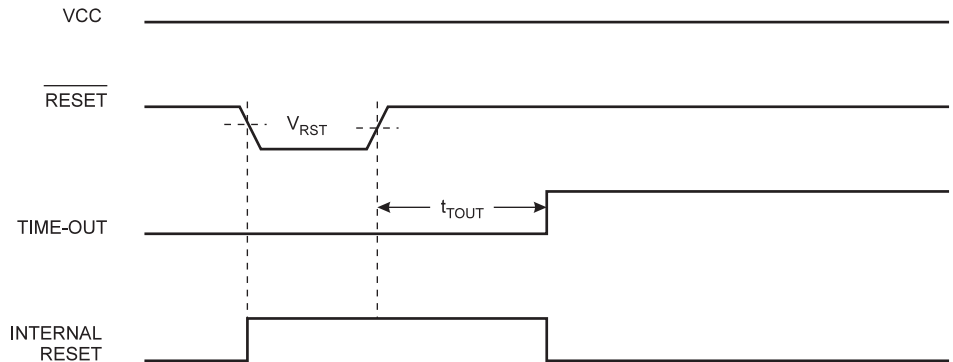 VCC
RESET
V_RST
TIME-OUT
t_TOUT
INTERNAL
RESET